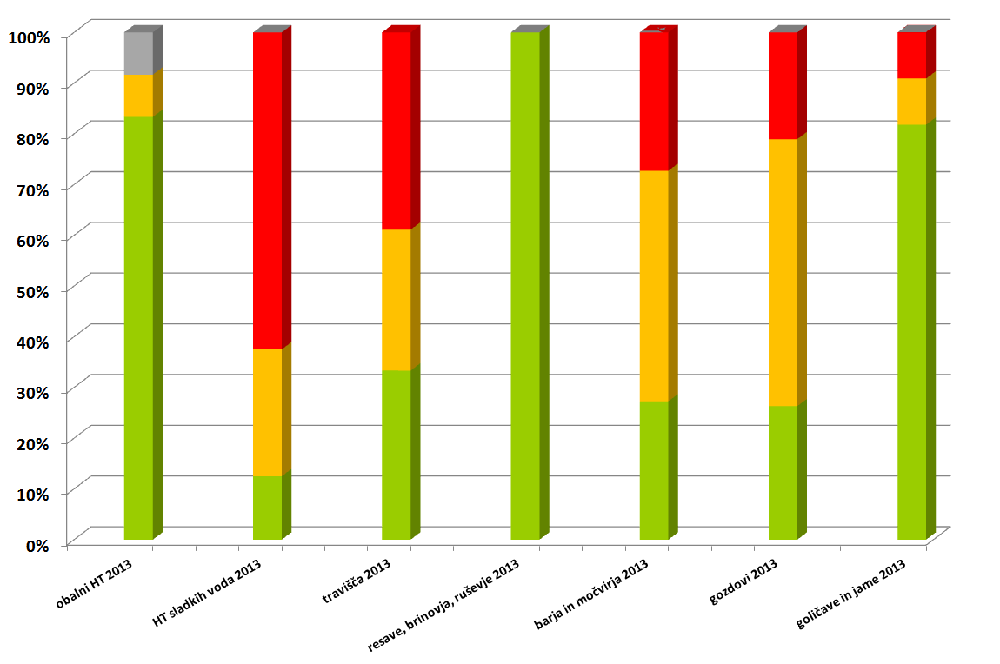 100%
90%
80%
70%
60%
50%
40%
30%
20%
10%
0%
obalni HT 2013
HT sladkih voda 2013
travišča 2013
resave, brinovja, ruševje 2013
barja in močvirja 2013
gozdovi 2013
goličave in jame 2013